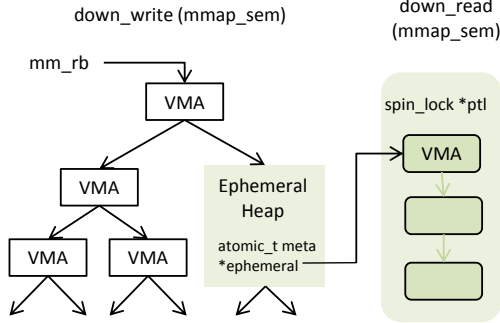 down_write (mmap_sem)
down_read
(mmap_sem)
mm_rb
VMA
spin_lock *ptl
VMA
VMA
Ephemeral
Heap
atomic_t meta
*ephemeral
VMA
VMA